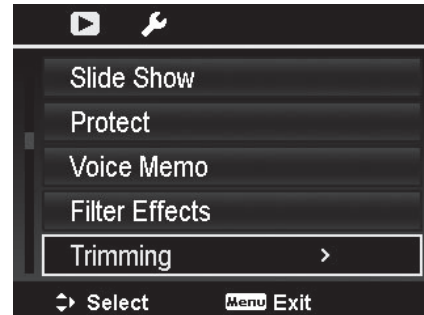 Slide Show
Protect
Voice Memo
Filter Effects
Trimming >
Select Menu Exit